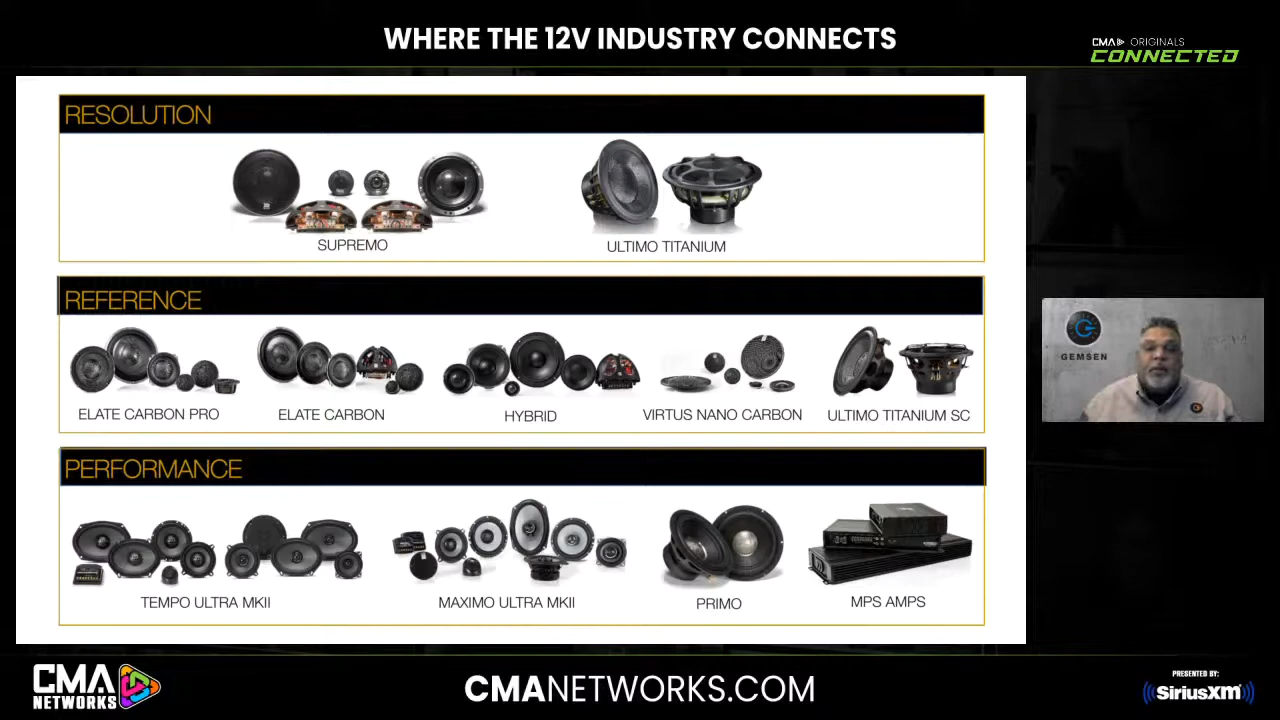 WHERE THE 12V INDUSTRY CONNECTS
CMA ORIGINALS
CONNECTED
RESOLUTION
SUPREMO
ULTIMO TITANIUM
REFERENCE
ELATE CARBON PRO
ELATE CARBON
HYBRID
VIRTUS NANO CARBON
ULTIMO TITANIUM SC
GEMSEN
PERFORMANCE
TEMPO ULTRA MKII
MAXIMO ULTRA MKII
PRIMO
MPS AMPS
CMA
NETWORKS
CMANETWORKS.COM
PRESENTED BY:
SiriusXM